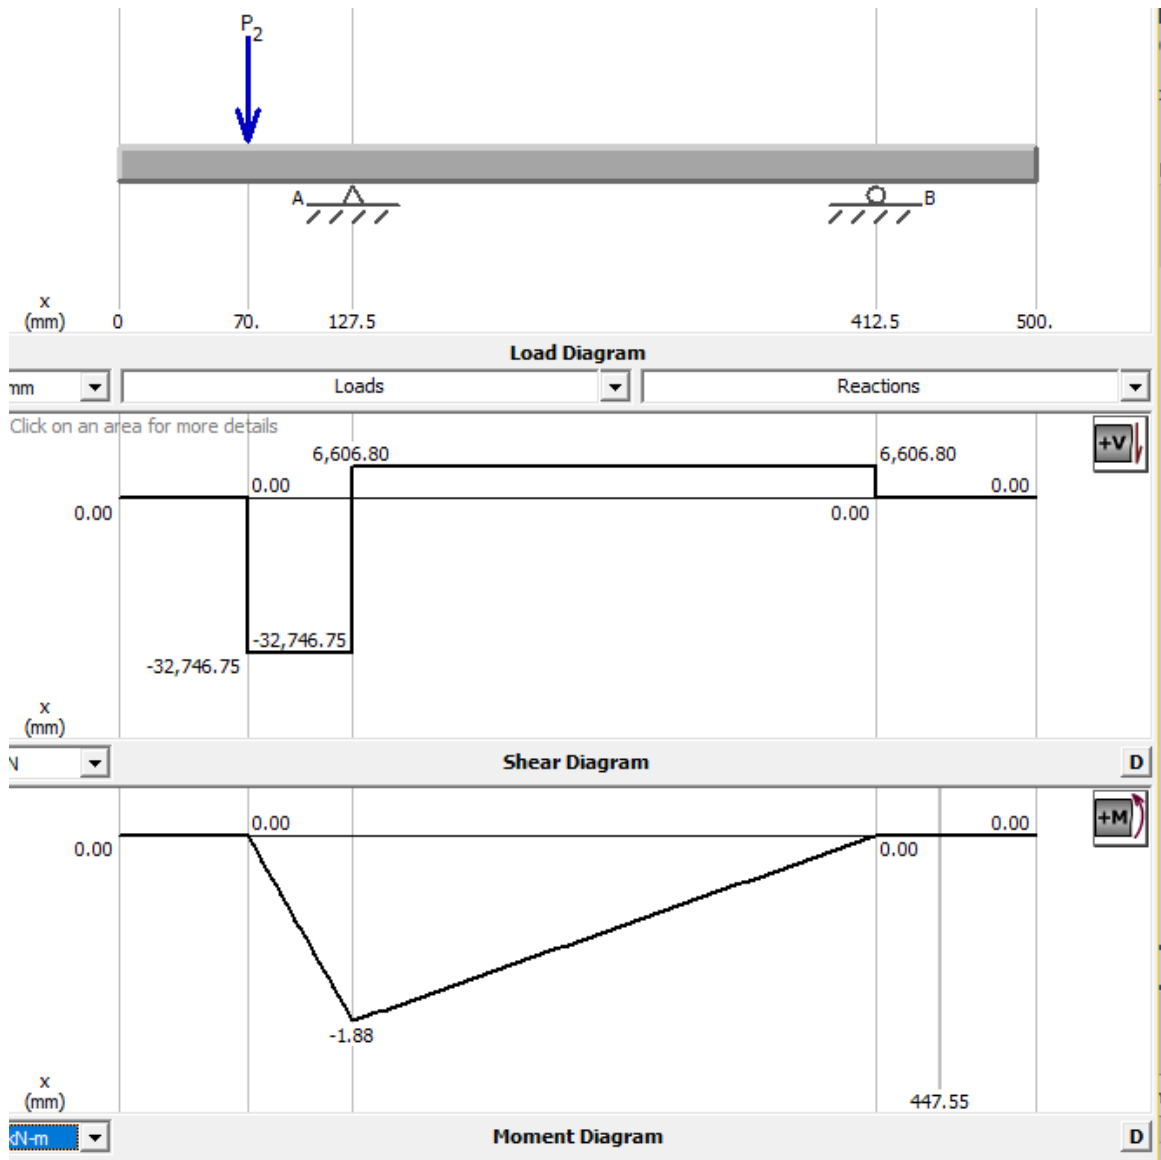 P2
A
B
x
(mm) 0 70. 127.5 412.5 500.
Load Diagram
mm Loads Reactions
Click on an area for more details
+V
6,606.80 6,606.80
0.00 0.00
0.00 0.00
-32,746.75
-32,746.75
x
(mm)
N Shear Diagram D
+M
0.00 0.00
0.00 0.00
-1.88
x
(mm) 447.55
kN-m Moment Diagram D